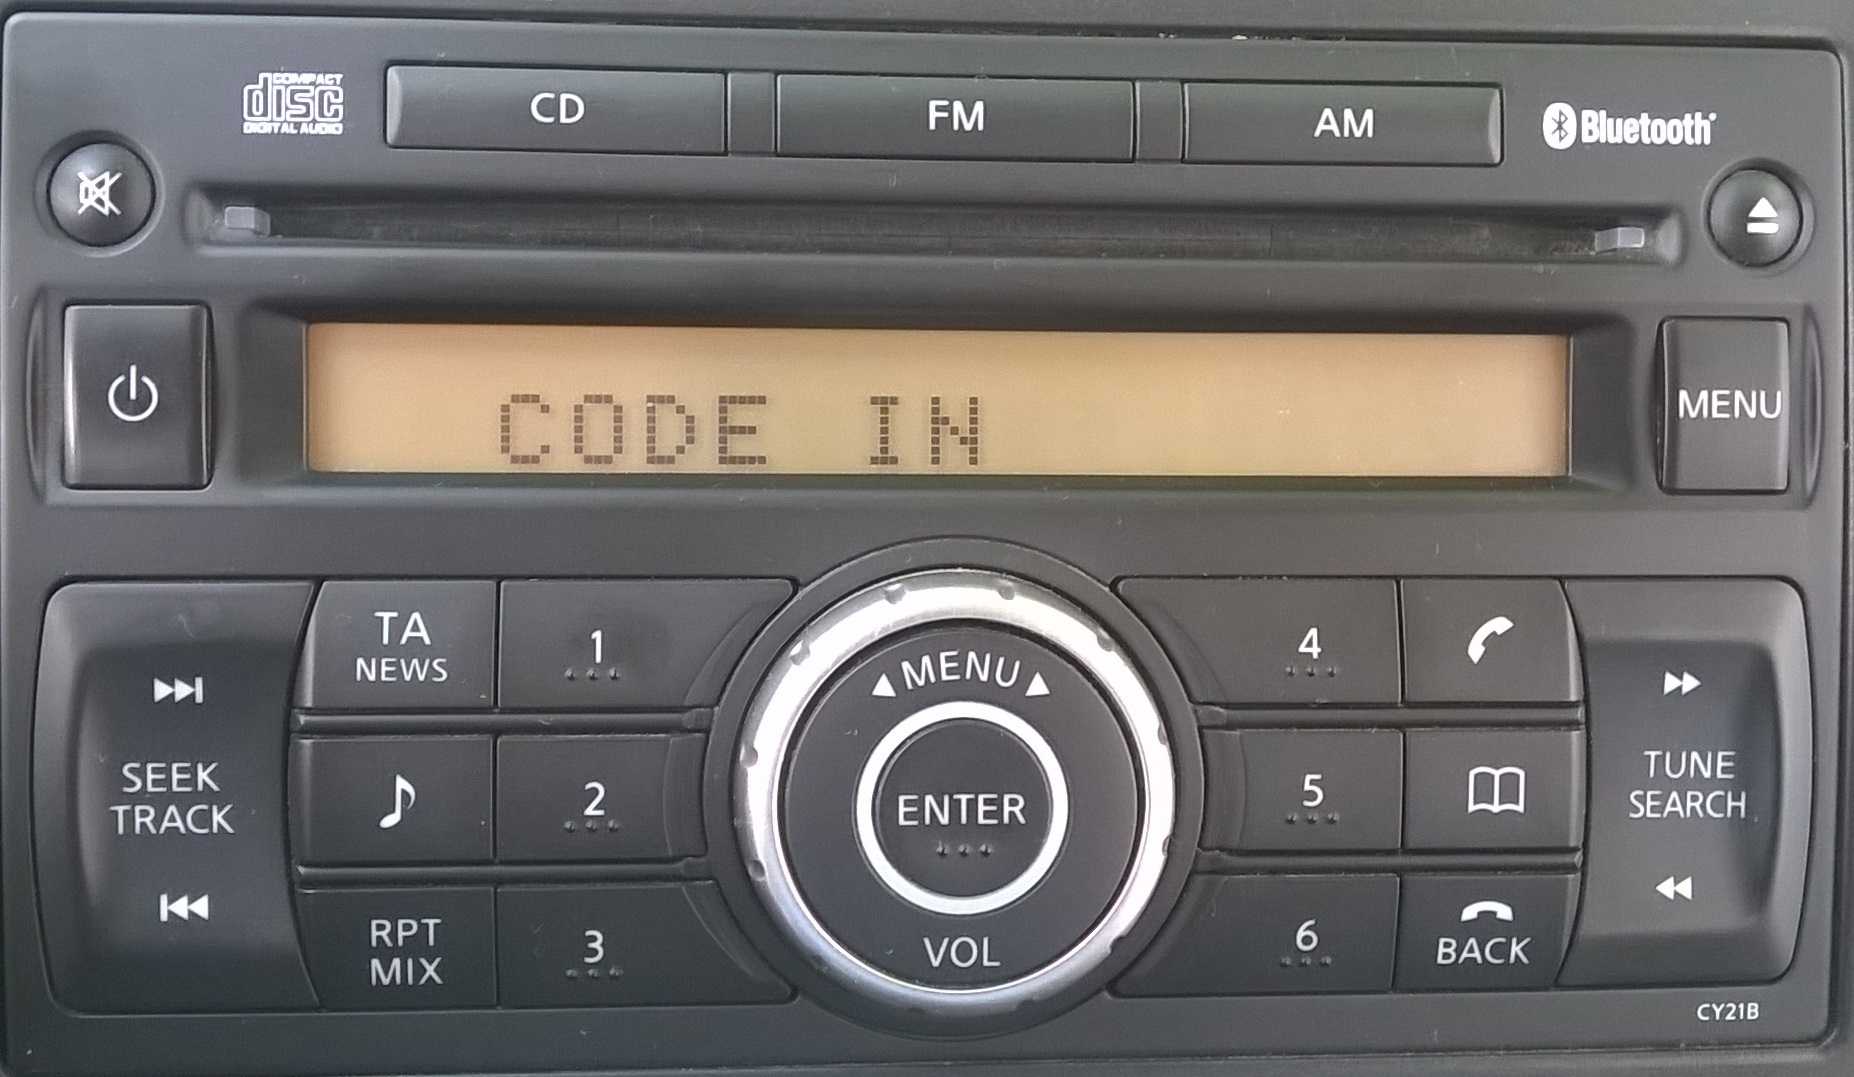 COMPACT
disc
DIGITAL AUDIO
CD
FM
AM
Bluetooth
MENU
CODE IN
TA
NEWS
1
MENU
4
SEEK
TRACK
2
ENTER
5
TUNE
SEARCH
RPT
MIX
3
VOL
6
BACK
CY21B